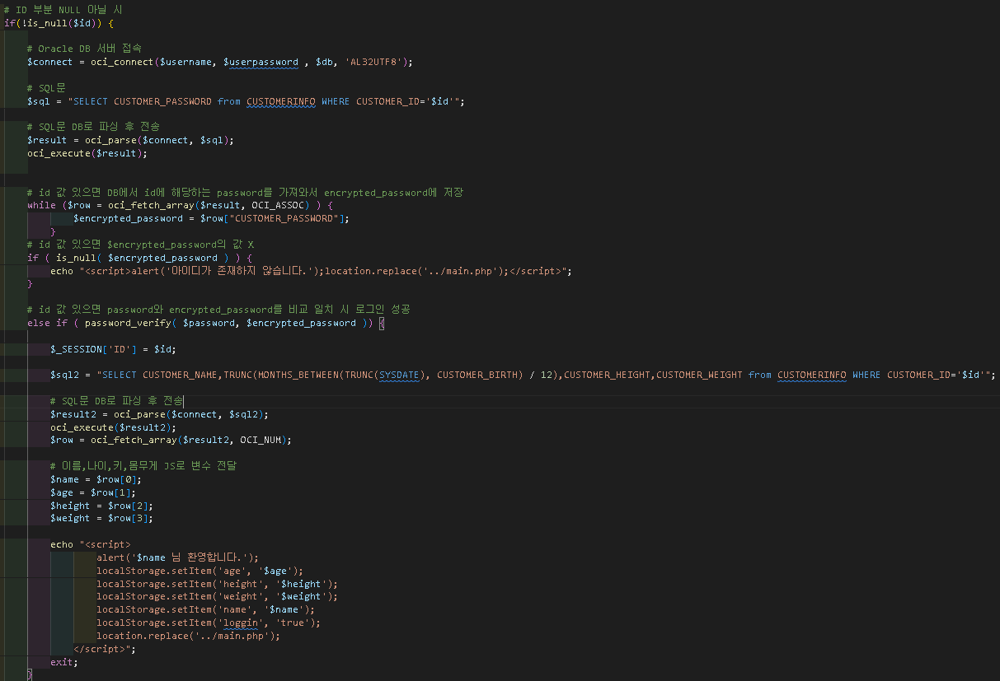 # ID 부분 NULL 아닐 시
if(!is_null($id)) {
# Oracle DB 서버 접속
$connect = oci_connect($username, $userpassword , $db, 'AL32UTF8');
# SQL문
$sql = "SELECT CUSTOMER_PASSWORD from CUSTOMERINFO WHERE CUSTOMER_ID='$id'";
# SQL문 DB로 파싱 후 전송
$result = oci_parse($connect, $sql);
oci_execute($result);
# id 값 있으면 DB에서 id에 해당하는 password를 가져와서 encrypted_password에 저장
while ($row = oci_fetch_array($result, OCI_ASSOC) ) {
$encrypted_password = $row["CUSTOMER_PASSWORD"];
}
# id 값 있으면 $encrypted_password의 값 X
if ( is_null( $encrypted_password ) ) {
echo "<script>alert('아이디가 존재하지 않습니다.');location.replace('../main.php');</script>";
}
# id 값 있으면 password와 encrypted_password를 비교 일치 시 로그인 성공
else if ( password_verify( $password, $encrypted_password )) {
$_SESSION['ID'] = $id;
$sql2 = "SELECT CUSTOMER_NAME,TRUNC(MONTHS_BETWEEN(TRUNC(SYSDATE), CUSTOMER_BIRTH) / 12),CUSTOMER_HEIGHT,CUSTOMER_WEIGHT from CUSTOMERINFO WHERE CUSTOMER_ID='$id'";
# SQL문 DB로 파싱 후 전송
$result2 = oci_parse($connect, $sql2);
oci_execute($result2);
$row = oci_fetch_array($result2, OCI_NUM);
# 이름,나이,키,몸무게 JS로 변수 전달
$name = $row[0];
$age = $row[1];
$height = $row[2];
$weight = $row[3];
echo "<script>
alert('$name 님 환영합니다.');
localStorage.setItem('age', '$age');
localStorage.setItem('height', '$height');
localStorage.setItem('weight', '$weight');
localStorage.setItem('name', '$name');
localStorage.setItem('loggin', 'true');
location.replace('../main.php');
</script>";
exit;
}